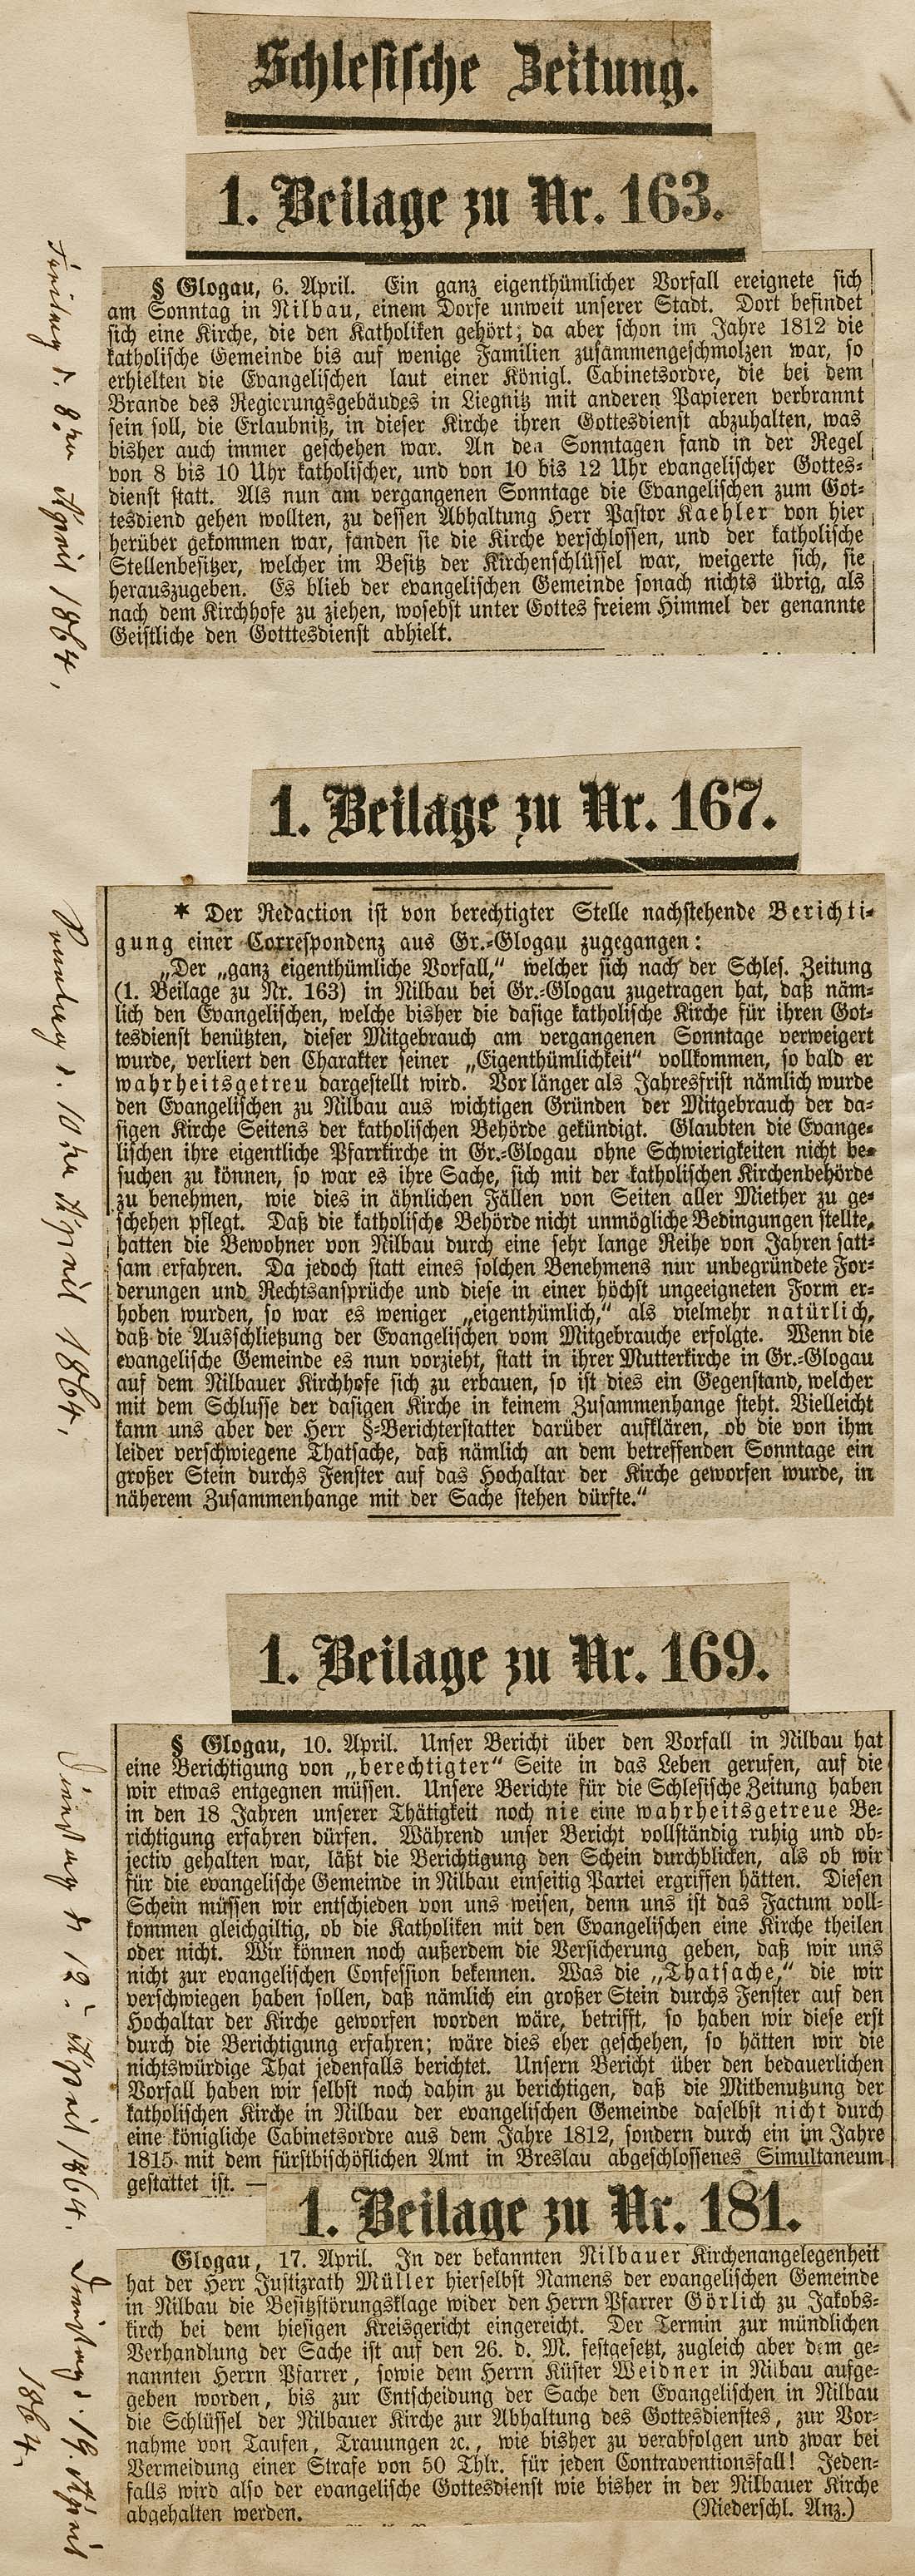 Schlesische Zeitung.
1. Beilage zu Nr. 163.
§ Glogau, 6. April. Ein ganz eigenthümlicher Vorfall ereignete sich
am Sonntag in Nilbau, einem Dorfe unweit unserer Stadt. Dort befindet
sich eine Kirche, die den Katholiken gehört; da aber schon im Jahre 1812 die
katholische Gemeinde bis auf wenige Familien zusammengeschmolzen war, so
erhielten die Evangelischen laut einer Königl. Cabinetsordre, die bei dem
Brande des Regierungsgebäudes in Liegnitz mit anderen Papieren verbrannt
sein soll, die Erlaubniß, in dieser Kirche ihren Gottesdienst abzuhalten, was
bisher auch immer geschehen war. An den Sonntagen fand in der Regel
von 8 bis 10 Uhr katholischer, und von 10 bis 12 Uhr evangelischer Gottes-
dienst statt. Als nun am vergangenen Sonntage die Evangelischen zum Got-
tesdiend gehen wollten, zu dessen Abhaltung Herr Pastor Kaehler von hier
herüber gekommen war, fanden sie die Kirche verschlossen, und der katholische
Stellenbesitzer, welcher im Besitz der Kirchenschlüssel war, weigerte sich, sie
herauszugeben. Es blieb der evangelischen Gemeinde sonach nichts übrig, als
nach dem Kirchhofe zu ziehen, wosebst unter Gottes freiem Himmel der genannte
Geistliche den Gotttesdienst abhielt.
Freitag d. 8ten April 1864.
1. Beilage zu Nr. 167.
* Der Redaction ist von berechtigter Stelle nachstehende Berichti-
gung einer Correspondenz aus Gr.-Glogau zugegangen:
„Der „ganz eigenthümliche Vorfall,“ welcher sich nach der Schles. Zeitung
(1. Beilage zu Nr. 163) in Nilbau bei Gr.-Glogau zugetragen hat, daß näm-
lich den Evangelischen, welche bisher die dasige katholische Kirche für ihren Got-
tesdienst benützten, dieser Mitgebrauch am vergangenen Sonntage verweigert
wurde, verliert den Charakter seiner „Eigenthümlichkeit“ vollkommen, so bald er
wahrheitsgetreu dargestellt wird. Vor länger als Jahresfrist nämlich wurde
den Evangelischen zu Nilbau aus wichtigen Gründen der Mitgebrauch der da-
sigen Kirche Seitens der katholischen Behörde gekündigt. Glaubten die Evange-
lischen ihre eigentliche Pfarrkirche in Gr.-Glogau ohne Schwierigkeiten nicht be-
suchen zu können, so war es ihre Sache, sich mit der katholischen Kirchenbehörde
zu benehmen, wie dies in ähnlichen Fällen von Seiten aller Miether zu ge-
schehen pflegt. Daß die katholische Behörde nicht unmögliche Bedingungen stellte,
hatten die Bewohner von Nilbau durch eine sehr lange Reihe von Jahren satt-
sam erfahren. Da jedoch statt eines solchen Benehmens nur unbegründete For-
derungen und Rechtsansprüche und diese in einer höchst ungeeigneten Form er-
hoben wurden, so war es weniger „eigenthümlich,“ als vielmehr natürlich,
daß die Ausschließung der Evangelischen vom Mitgebrauche erfolgte. Wenn die
evangelische Gemeinde es nun vorzieht, statt in ihrer Mutterkirche in Gr.-Glogau
auf dem Nilbauer Kirchhofe sich zu erbauen, so ist dies ein Gegenstand, welcher
mit dem Schlusse der dasigen Kirche in keinem Zusammenhange steht. Vielleicht
kann uns aber der Herr §-Berichterstatter darüber aufklären, ob die von ihm
leider verschwiegene Thatsache, daß nämlich an dem betreffenden Sonntage ein
großer Stein durchs Fenster auf das Hochaltar der Kirche geworfen wurde, in
näherem Zusammenhange mit der Sache stehen dürfte.“
Sonntag d. 10te April 1864.
1. Beilage zu Nr. 169.
§ Glogau, 10. April. Unser Bericht über den Vorfall in Nilbau hat
eine Berichtigung von „berechtigter“ Seite in das Leben gerufen, auf die
wir etwas entgegnen müssen. Unsere Berichte für die Schlesische Zeitung haben
in den 18 Jahren unserer Thätigkeit noch nie eine wahrheitsgetreue Be-
richtigung erfahren dürfen. Während unser Bericht vollständig ruhig und ob-
jectiv gehalten war, läßt die Berichtigung den Schein durchblicken, als ob wir
für die evangelische Gemeinde in Nilbau einseitig Partei ergriffen hätten. Diesen
Schein müssen wir entschieden von uns weisen, denn uns ist das Factum voll-
kommen gleichgiltig, ob die Katholiken mit den Evangelischen eine Kirche theilen
oder nicht. Wir können noch außerdem die Versicherung geben, daß wir uns
nicht zur evangelischen Confession bekennen. Was die „Thatsache,“ die wir
verschwiegen haben sollen, daß nämlich ein großer Stein durchs Fenster auf den
Hochaltar der Kirche geworfen worden wäre, betrifft, so haben wir diese erst
durch die Berichtigung erfahren; wäre dies eher geschehen, so hätten wir die
nichtswürdige That jedenfalls berichtet. Unsern Bericht über den bedauerlichen
Vorfall haben wir selbst noch dahin zu berichtigen, daß die Mitbenutzung der
katholischen Kirche in Nilbau der evangelischen Gemeinde daselbst nicht durch
eine königliche Cabinetsordre aus dem Jahre 1812, sondern durch ein im Jahre
1815 mit dem fürstbischöflichen Amt in Breslau abgeschlossenes Simultaneum
gestattet ist. —
Dienstag d 12. April 1864.
1. Beilage zu Nr. 181.
Glogau, 17. April. In der bekannten Nilbauer Kirchenangelegenheit
hat der Herr Justizrath Müller hierselbst Namens der evangelischen Gemeinde
in Nilbau die Besitzstörungsklage wider den Herrn Pfarrer Görlich zu Jakobs-
kirch bei dem hiesigen Kreisgericht eingereicht. Der Termin zur mündlichen
Verhandlung der Sache ist auf den 26. d. M. festgesetzt, zugleich aber dem ge-
nannten Herrn Pfarrer, sowie dem Herrn Küster Weidner in Nilbau aufge-
geben worden, bis zur Entscheidung der Sache den Evangelischen in Nilbau
die Schlüssel der Nilbauer Kirche zur Abhaltung des Gottesdienstes, zur Vor-
nahme von Taufen, Trauungen ꝛc., wie bisher zu verabfolgen und zwar bei
Vermeidung einer Strafe von 50 Thlr. für jeden Contraventionsfall! Jeden-
falls wird also der evangelische Gottesdienst wie bisher in der Nilbauer Kirche
abgehalten werden. (Niederschl. Anz.)
Dienstag d. 19. April
1864.